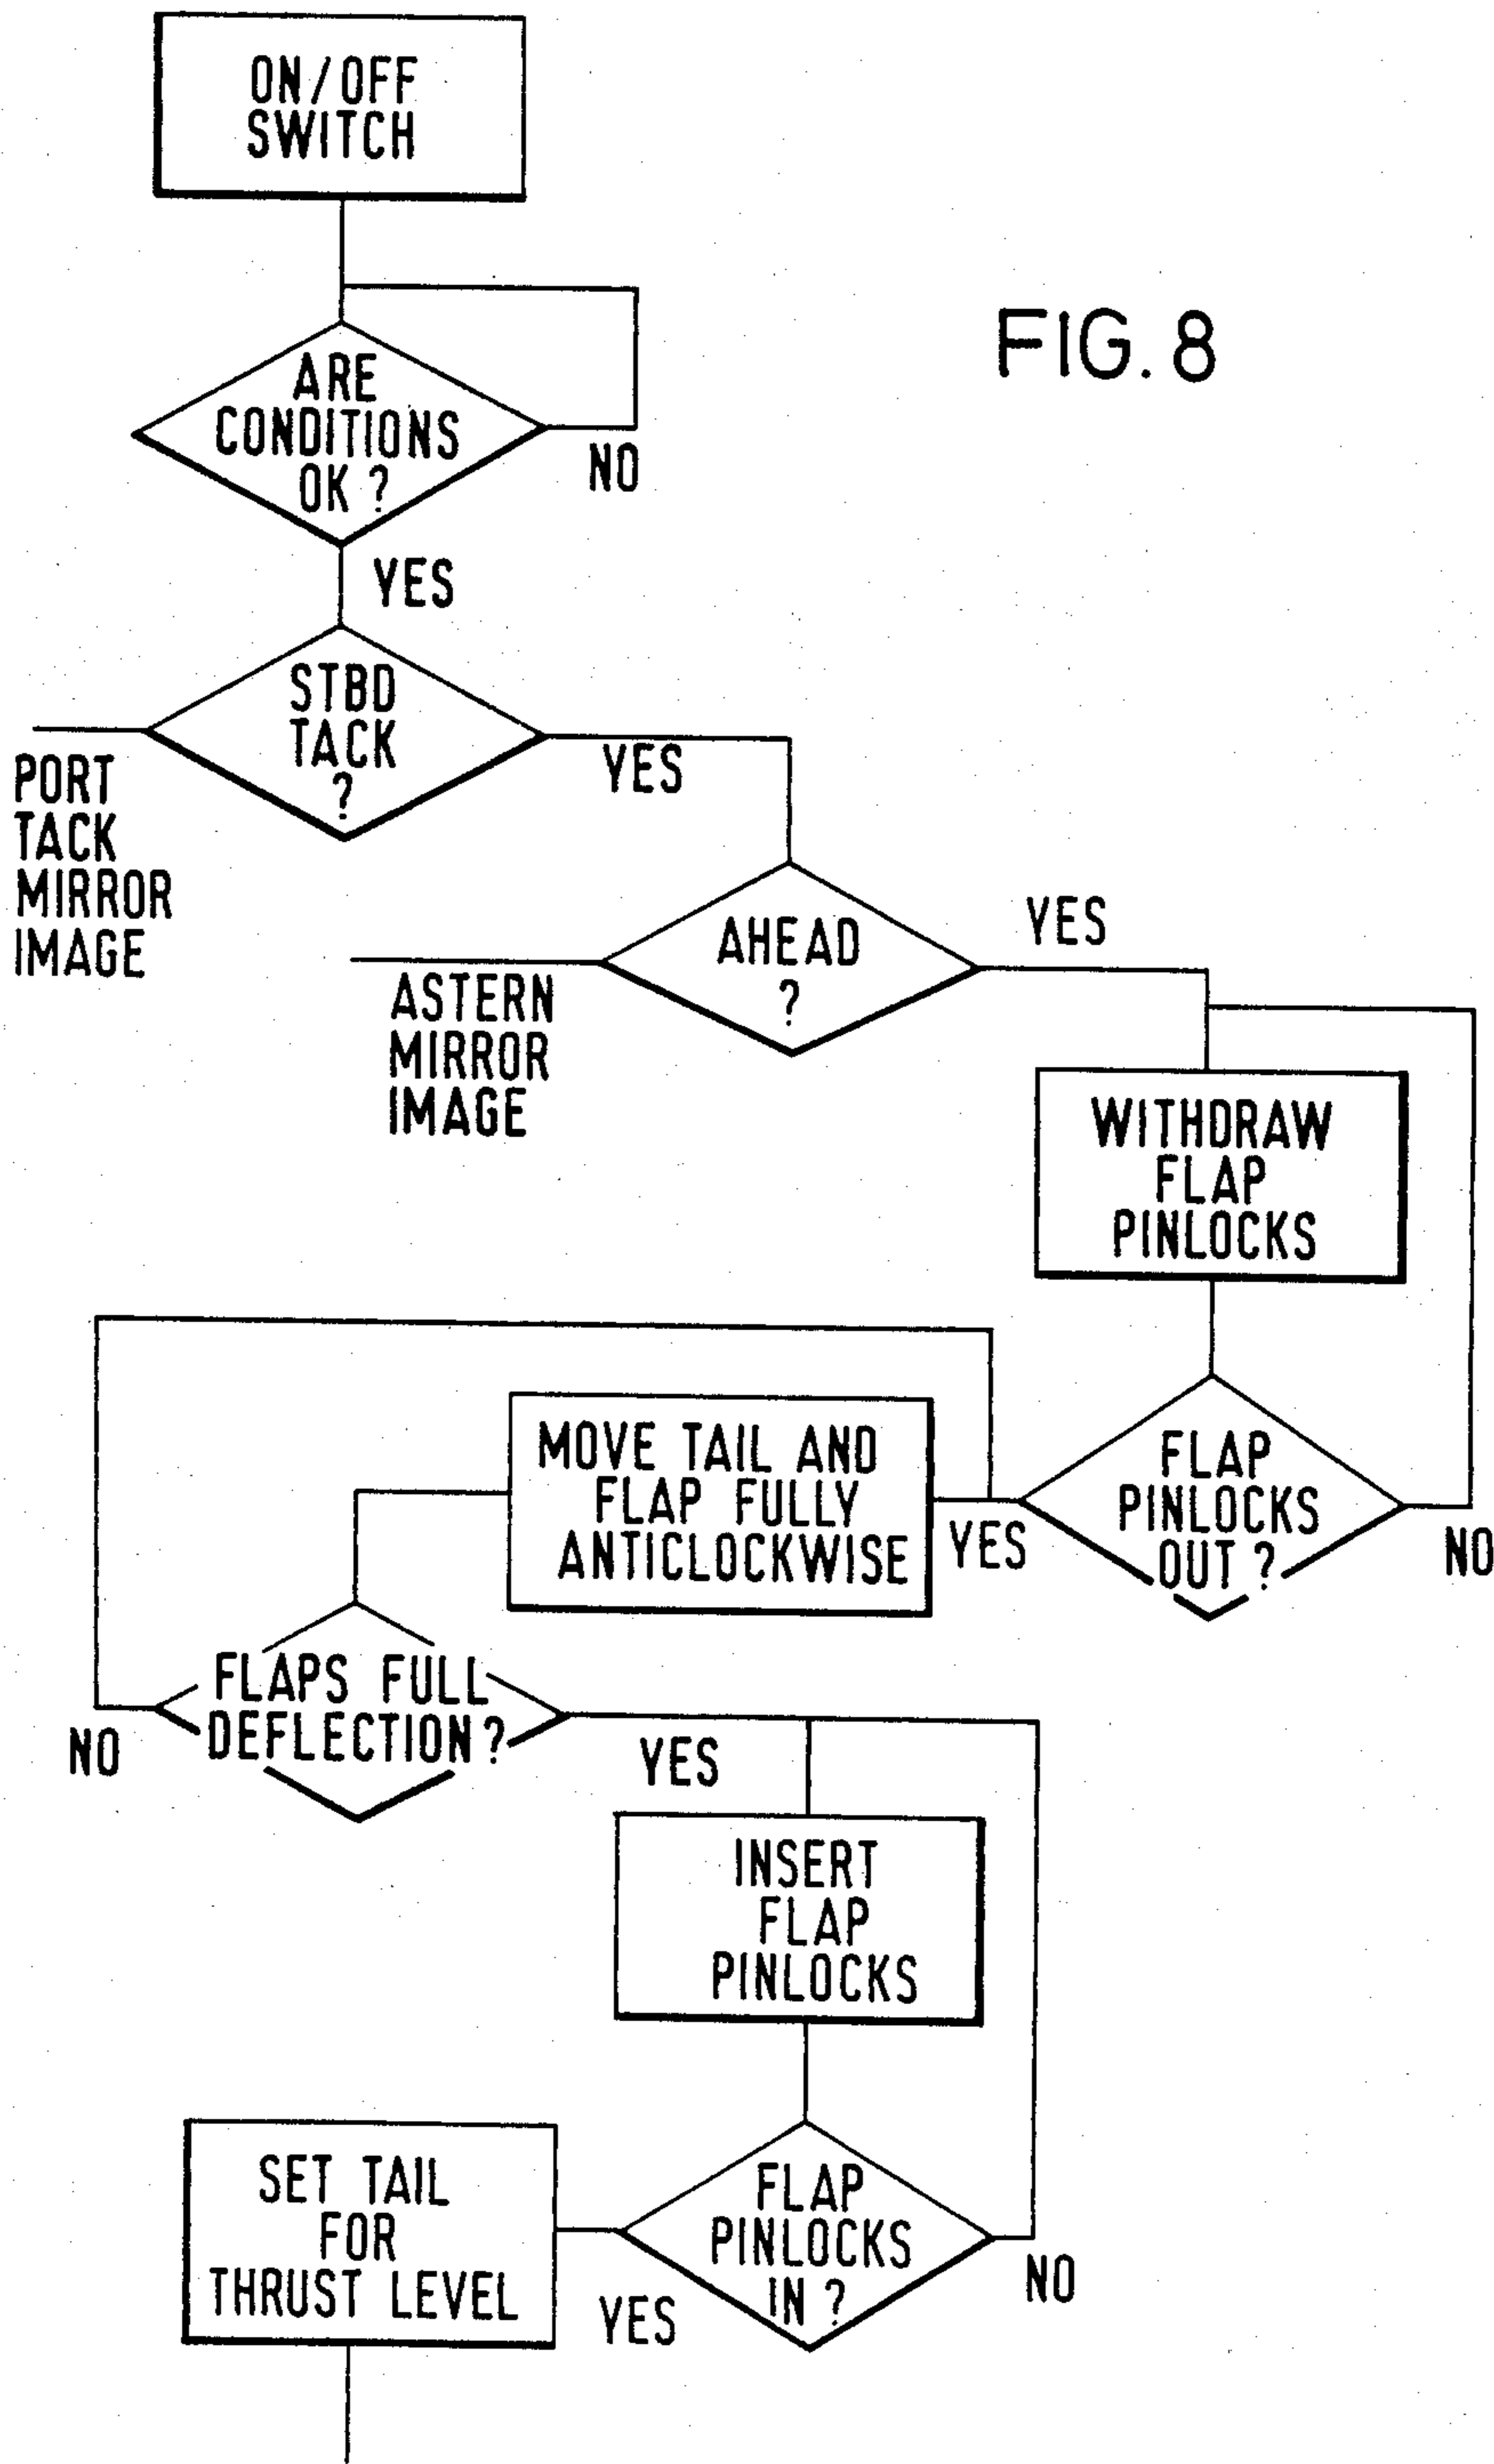 ON/OFF
SWITCH
FIG. 8
ARE
CONDITIONS
OK ?
NO
YES
STBD
TACK
?
YES
PORT
TACK
MIRROR
IMAGE
AHEAD
?
YES
ASTERN
MIRROR
IMAGE
WITHDRAW
FLAP
PINLOCKS
FLAP
PINLOCKS
OUT ?
NO
YES
MOVE TAIL AND
FLAP FULLY
ANTICLOCKWISE
FLAPS FULL
DEFLECTION ?
NO
YES
INSERT
FLAP
PINLOCKS
FLAP
PINLOCKS
IN ?
NO
YES
SET TAIL
FOR
THRUST LEVEL